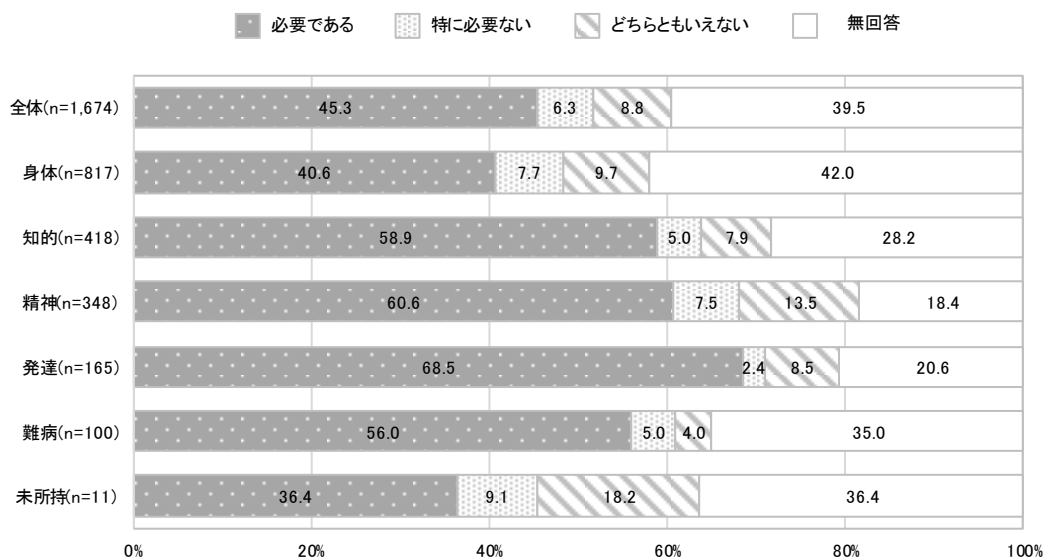 必要である 特に必要ない どちらともいえない 無回答
全体(n=1,674) 45.3 6.3 8.8 39.5
身体(n=817) 40.6 7.7 9.7 42.0
知的(n=418) 58.9 5.0 7.9 28.2
精神(n=348) 60.6 7.5 13.5 18.4
発達(n=165) 68.5 2.4 8.5 20.6
難病(n=100) 56.0 5.0 4.0 35.0
未所持(n=11) 36.4 9.1 18.2 36.4
0% 20% 40% 60% 80% 100%